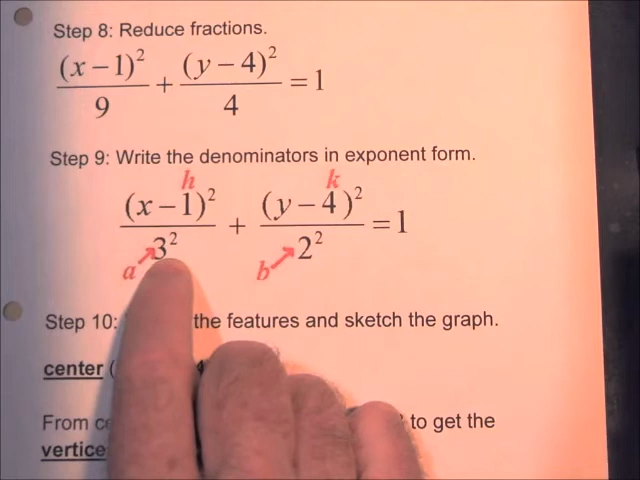 Step 8: Reduce fractions.
(x − 1)²/9 + (y − 4)²/4 = 1
Step 9: Write the denominators in exponent form.
h k
(x − 1)²/3² + (y − 4)²/2² = 1
a b
Step 10: the features and sketch the graph.
center (
From to get the